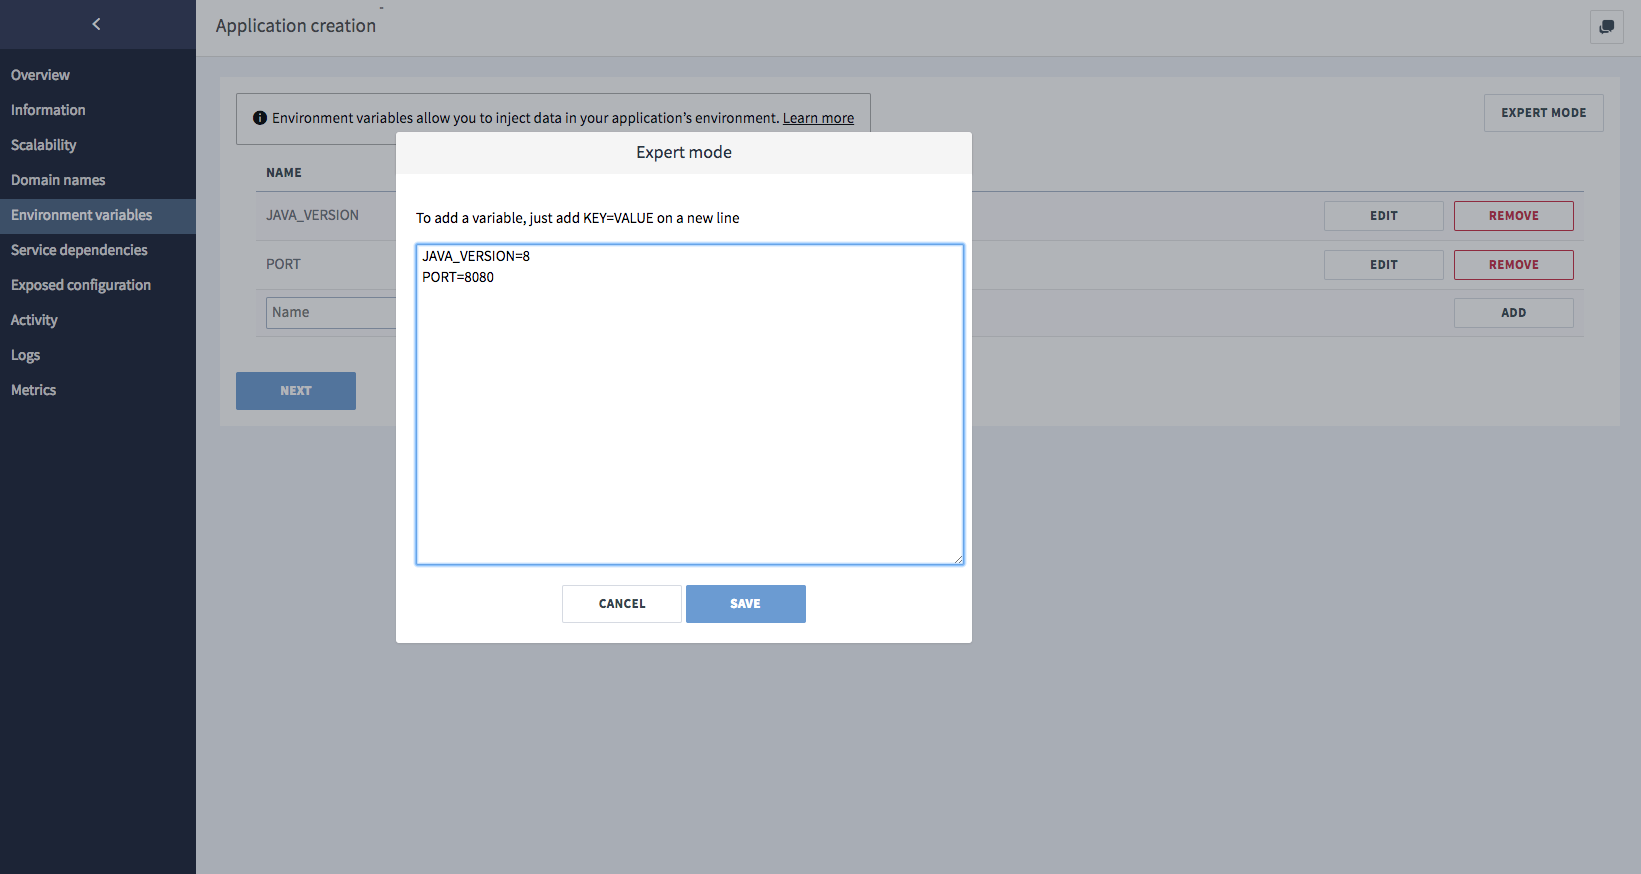 Application creation
Overview
Information
Scalability
Domain names
Environment variables
Service dependencies
Exposed configuration
Activity
Logs
Metrics
Environment variables allow you to inject data in your application's environment. Learn more
EXPERT MODE
NAME
JAVA_VERSION
EDIT
REMOVE
PORT
EDIT
REMOVE
Name
ADD
NEXT
Expert mode
To add a variable, just add KEY=VALUE on a new line
JAVA_VERSION=8
PORT=8080
CANCEL
SAVE